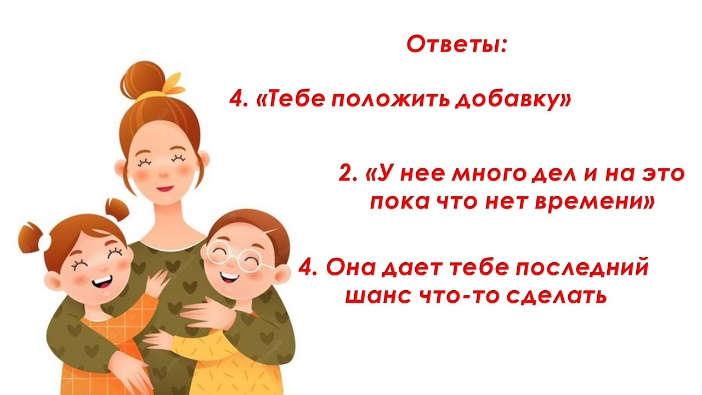 Ответы:
4. «Тебе положить добавку»
2. «У нее много дел и на это
пока что нет времени»
4. Она дает тебе последний
шанс что-то сделать